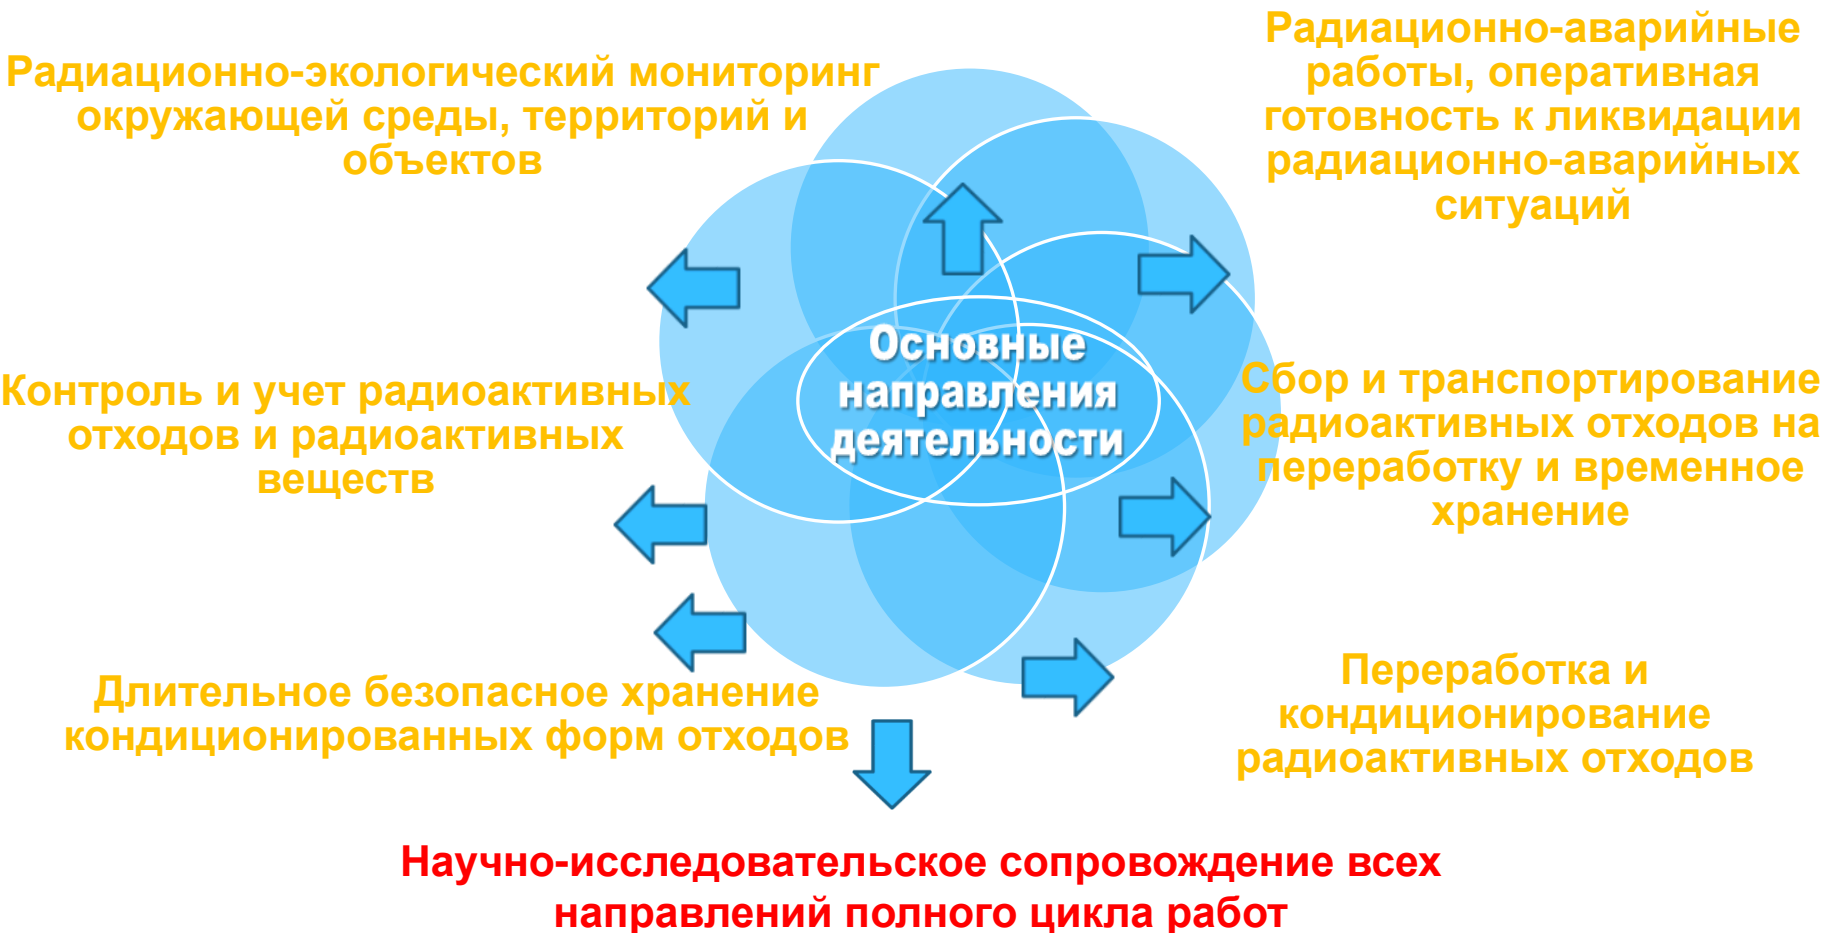 Радиационно-экологический мониторинг
окружающей среды, территорий и
объектов
Радиационно-аварийные
работы, оперативная
готовность к ликвидации
радиационно-аварийных
ситуаций
Основные
направления
деятельности
Контроль и учет радиоактивных
отходов и радиоактивных
веществ
Сбор и транспортирование
радиоактивных отходов на
переработку и временное
хранение
Длительное безопасное хранение
кондиционированных форм отходов
Переработка и
кондиционирование
радиоактивных отходов
Научно-исследовательское сопровождение всех
направлений полного цикла работ